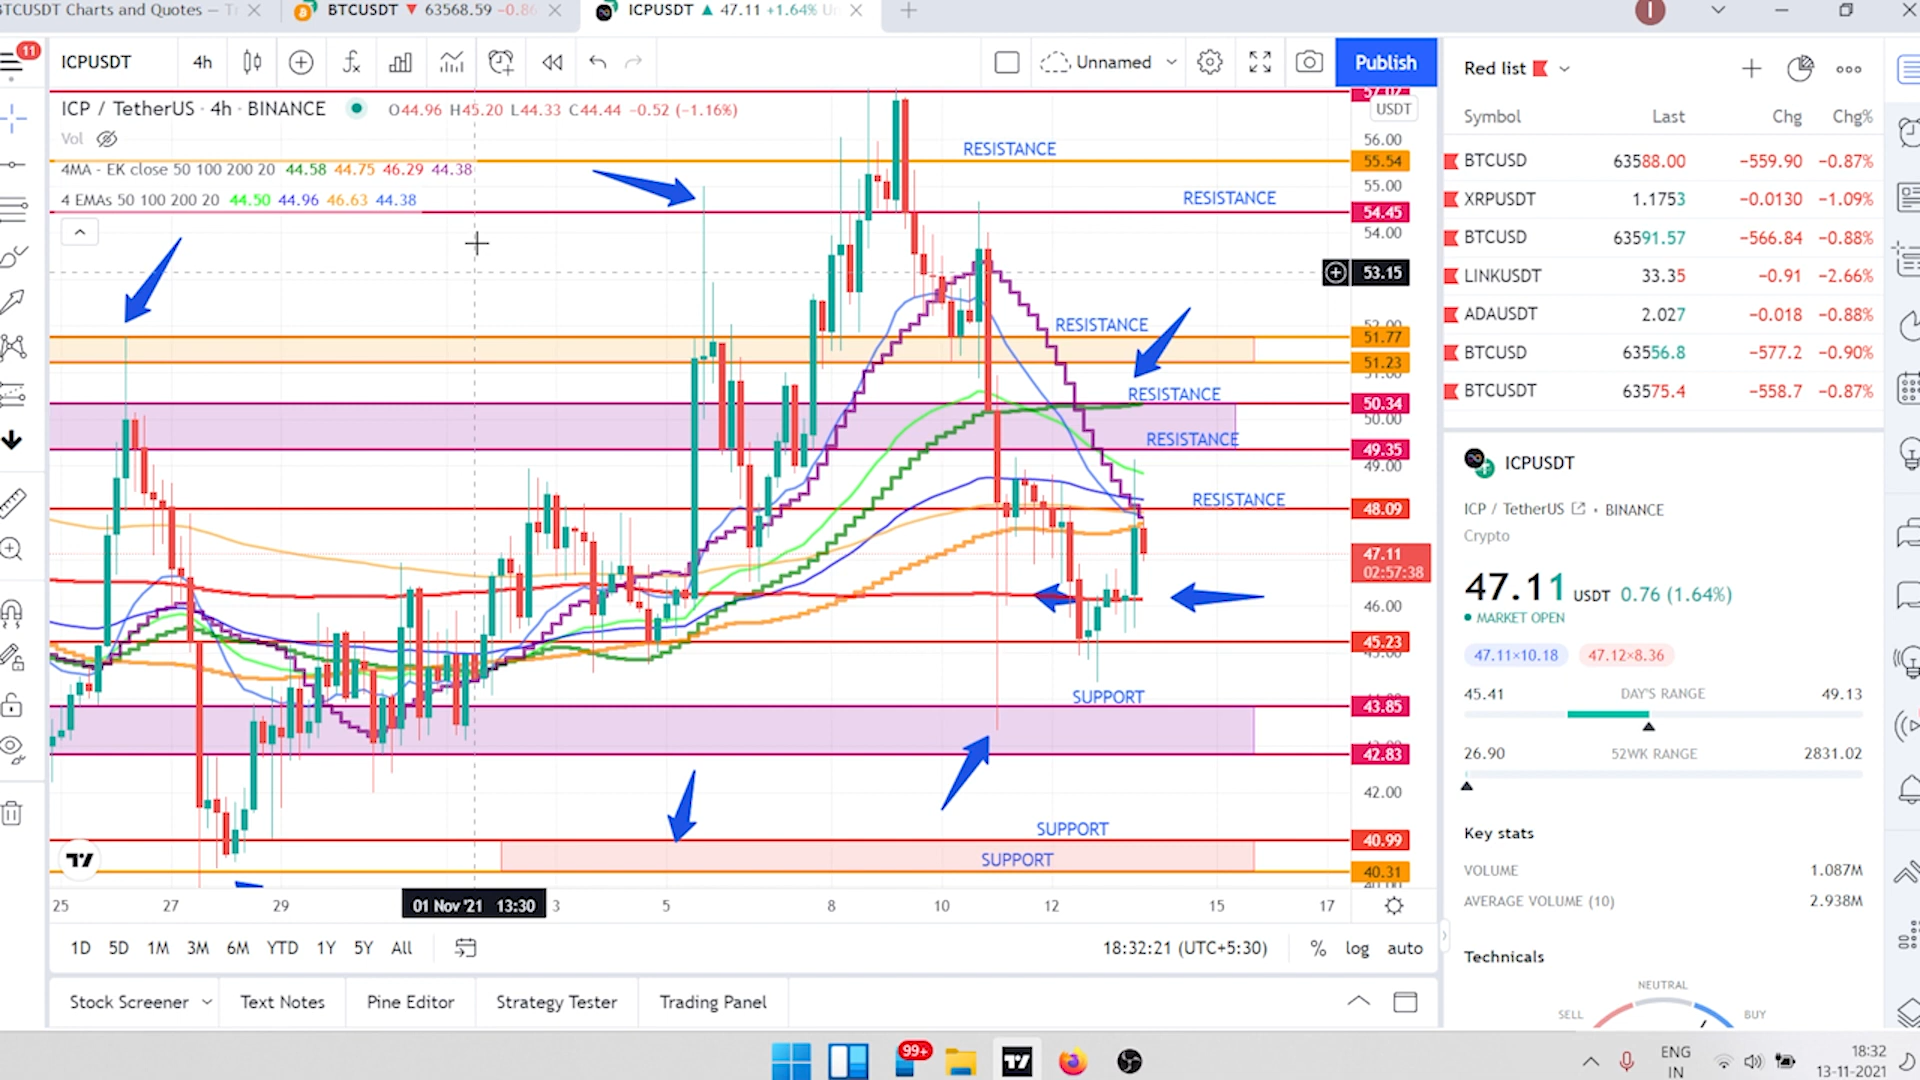 BTCUSDT Charts and Quotes — Tr
BTCUSDT ▼ 63568.59 −0.86
ICPUSDT ▲ 47.11 +1.64% Un
I
11
ICPUSDT
4h
Unnamed
Publish
ICP / TetherUS · 4h · BINANCE
O44.96 H45.20 L44.33 C44.44 −0.52 (−1.16%)
Vol
4MA - EK close 50 100 200 20 44.58 44.75 46.29 44.38
4 EMAs 50 100 200 20 44.50 44.96 46.63 44.38
USDT
RESISTANCE
RESISTANCE
RESISTANCE
RESISTANCE
RESISTANCE
RESISTANCE
SUPPORT
SUPPORT
SUPPORT
57.07
56.00
55.54
55.00
54.45
54.00
53.15
52.00
51.77
51.23
51.00
50.34
50.00
49.35
49.00
48.09
47.11
02:57:38
46.00
45.23
45.00
43.85
42.83
42.00
40.99
40.31
25
27
29
01 Nov '21 13:30
3
5
8
10
12
15
17
1D 5D 1M 3M 6M YTD 1Y 5Y All
18:32:21 (UTC+5:30)
% log auto
Stock Screener
Text Notes
Pine Editor
Strategy Tester
Trading Panel
Red list
Symbol Last Chg Chg%
BTCUSD 63588.00 −559.90 −0.87%
XRPUSDT 1.1753 −0.0130 −1.09%
BTCUSD 63591.57 −566.84 −0.88%
LINKUSDT 33.35 −0.91 −2.66%
ADAUSDT 2.027 −0.018 −0.88%
BTCUSD 63556.8 −577.2 −0.90%
BTCUSDT 63575.4 −558.7 −0.87%
ICPUSDT
ICP / TetherUS · BINANCE
Crypto
47.11 USDT 0.76 (1.64%)
MARKET OPEN
47.11×10.18 47.12×8.36
45.41 DAY'S RANGE 49.13
26.90 52WK RANGE 2831.02
Key stats
VOLUME 1.087M
AVERAGE VOLUME (10) 2.938M
Technicals
NEUTRAL
SELL BUY
99+
ENG
IN
18:32
13-11-2021